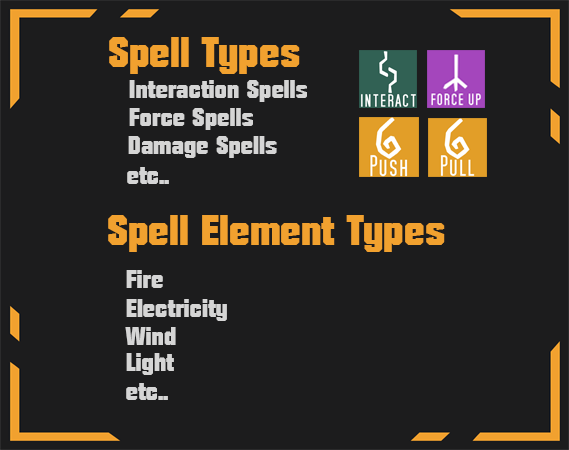 Spell Types
Interaction Spells
Force Spells
Damage Spells
etc..
INTERACT
FORCE UP
PUSH
PULL
Spell Element Types
Fire
Electricity
Wind
Light
etc..